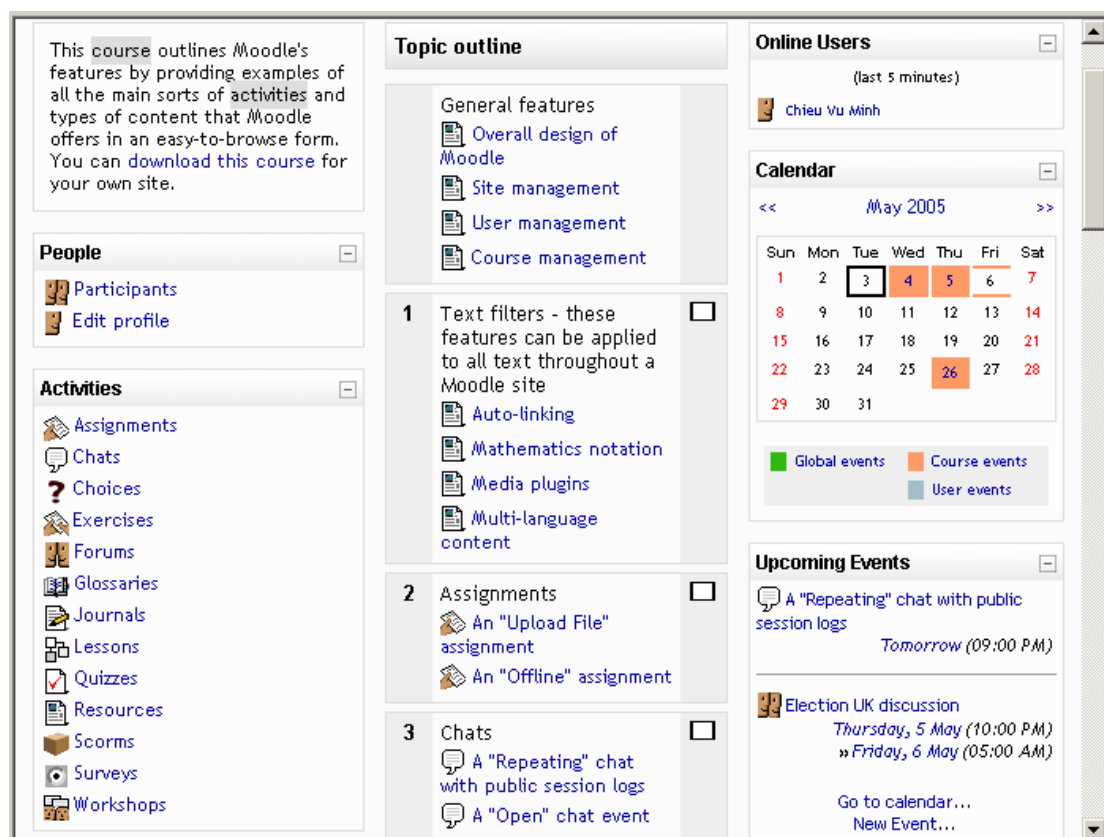 This course outlines Moodle's
features by providing examples of
all the main sorts of activities and
types of content that Moodle
offers in an easy-to-browse form.
You can download this course for
your own site.
People
Participants
Edit profile
Activities
Assignments
Chats
Choices
Exercises
Forums
Glossaries
Journals
Lessons
Quizzes
Resources
Scorms
Surveys
Workshops
Topic outline
General features
Overall design of
Moodle
Site management
User management
Course management
1 Text filters - these
features can be applied
to all text throughout a
Moodle site
Auto-linking
Mathematics notation
Media plugins
Multi-language
content
2 Assignments
An "Upload File"
assignment
An "Offline" assignment
3 Chats
A "Repeating" chat
with public session logs
A "Open" chat event
Online Users
(last 5 minutes)
Chieu Vu Minh
Calendar
<< May 2005 >>
Sun Mon Tue Wed Thu Fri Sat
1 2 3 4 5 6 7
8 9 10 11 12 13 14
15 16 17 18 19 20 21
22 23 24 25 26 27 28
29 30 31
Global events Course events
User events
Upcoming Events
A "Repeating" chat with public
session logs
Tomorrow (09:00 PM)
Election UK discussion
Thursday, 5 May (10:00 PM)
» Friday, 6 May (05:00 AM)
Go to calendar...
New Event...